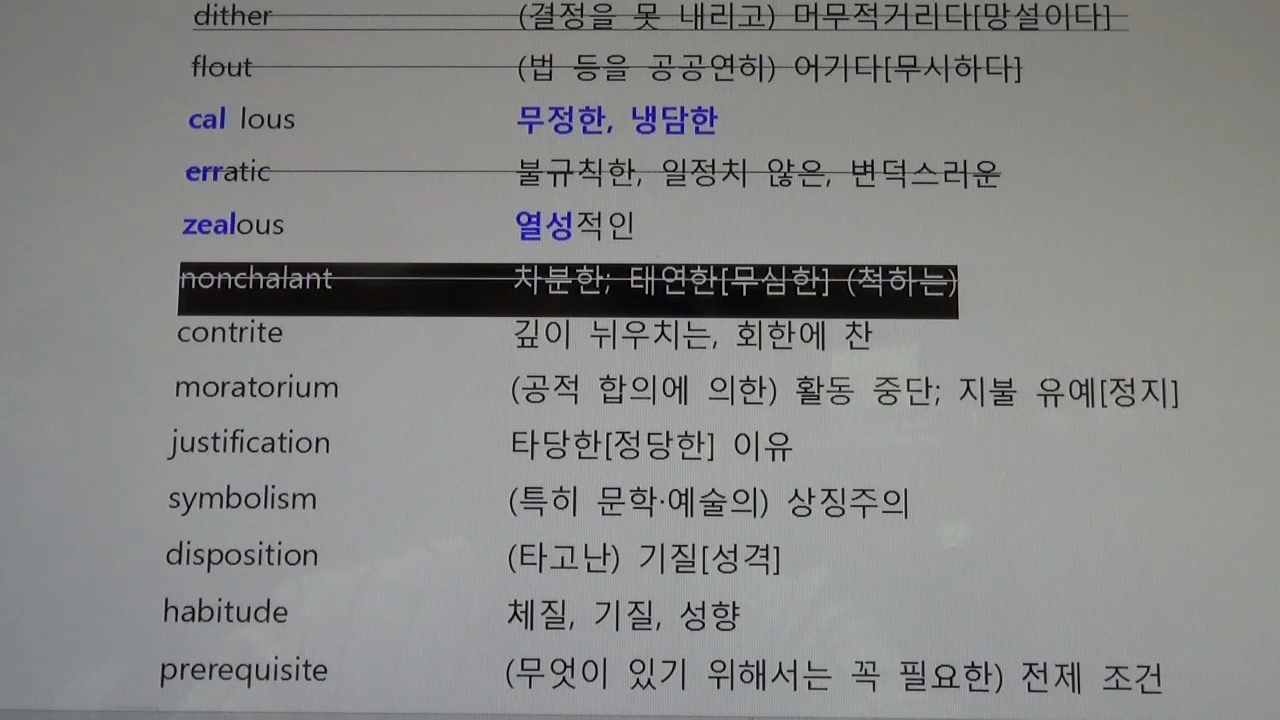 dither (결정을 못 내리고) 머무적거리다[망설이다]
flout (법 등을 공공연히) 어기다[무시하다]
cal lous 무정한, 냉담한
erratic 불규칙한, 일정치 않은, 변덕스러운
zealous 열성적인
nonchalant 차분한; 태연한[무심한] (척하는)
contrite 깊이 뉘우치는, 회한에 찬
moratorium (공적 합의에 의한) 활동 중단; 지불 유예[정지]
justification 타당한[정당한] 이유
symbolism (특히 문학·예술의) 상징주의
disposition (타고난) 기질[성격]
habitude 체질, 기질, 성향
prerequisite (무엇이 있기 위해서는 꼭 필요한) 전제 조건